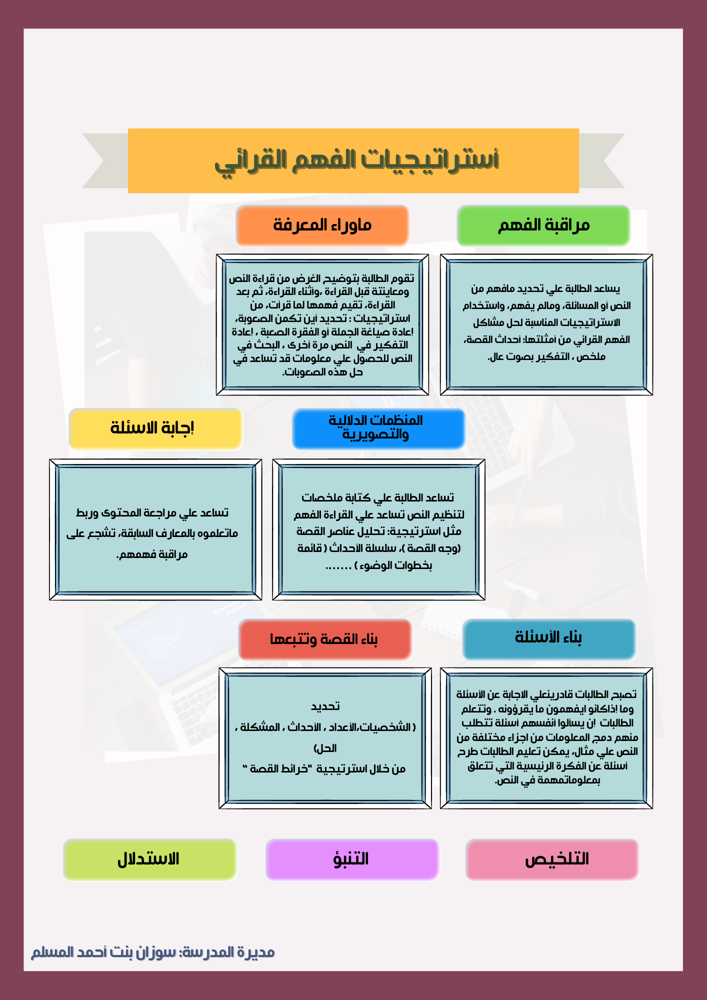 أستراتيجيات الفهم القرائي
مراقبة الفهم
يساعد الطالبة علي تحديد مافهم من
النص أو المسائلة، ومالم يفهم، واستخدام
الاستراتيجيات المناسبة لحل مشاكل
الفهم القرائي من أمثلتها: أحداث القصة،
ملخص ، التفكير بصوت عال.
ماوراء المعرفة
تقوم الطالبة بتوضيح الغرض من قراءة النص
ومعاينتة قبل القراءة ،وأثناء القراءة، ثم بعد
القراءة، تقيم فهمها لما قرأت، من
استراتيجيات : تحديد أين تكمن الصعوبة،
إعادة صياغة الجملة أو الفقرة الصعبة ، إعادة
التفكير في النص مرة أخرى ، البحث في
النص للحصول علي معلومات قد تساعد في
حل هذه الصعوبات.
المنظمات الدلالية
والتصويرية
تساعد الطالبة علي كتابة ملخصات
لتنظيم النص تساعد علي القراءة الفهم
مثل استرتيجية: تحليل عناصر القصة
(وجه القصة )، سلسلة الأحداث ( قائمة
بخطوات الوضوء ) .......
إجابة الاسئلة
تساعد علي مراجعة المحتوى وربط
ماتعلموه بالمعارف السابقة، تشجع على
مراقبة فهمهم.
بناء الأسئلة
تصبح الطالبات قادرينعلي الاجابة عن الأسئلة
وما إذاكانو ايفهمون ما يقرؤونه . وتتعلم
الطالبات إن يسألوا أنفسهم أسئلة تتطلب
منهم دمج المعلومات من اجزاء مختلفة من
النص علي مثال، يمكن تعليم الطالبات طرح
أسئلة عن الفكرة الرئيسية التي تتعلق
بمعلوماتمهمة في النص.
بناء القصة وتتبعها
تحديد
( الشخصيات،الأعداد ، الأحداث ، المشكلة ،
الحل)
من خلال استرتيجية "خرائط القصة "
التلخيص
التنبؤ
الاستدلال
مديرة المدرسة: سوزان بنت أحمد المسلم
Discussion
Outline